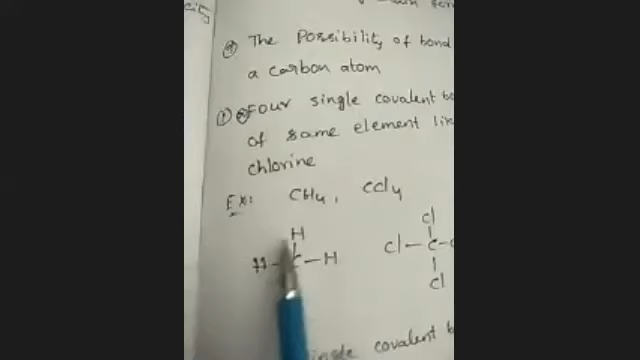 The Possibility of bond
a carbon atom
① Four single covalent
of same element
chlorine
Ex: CH4, CCl4
H
H - C - H
Cl
Cl - C -
Cl
single covalent